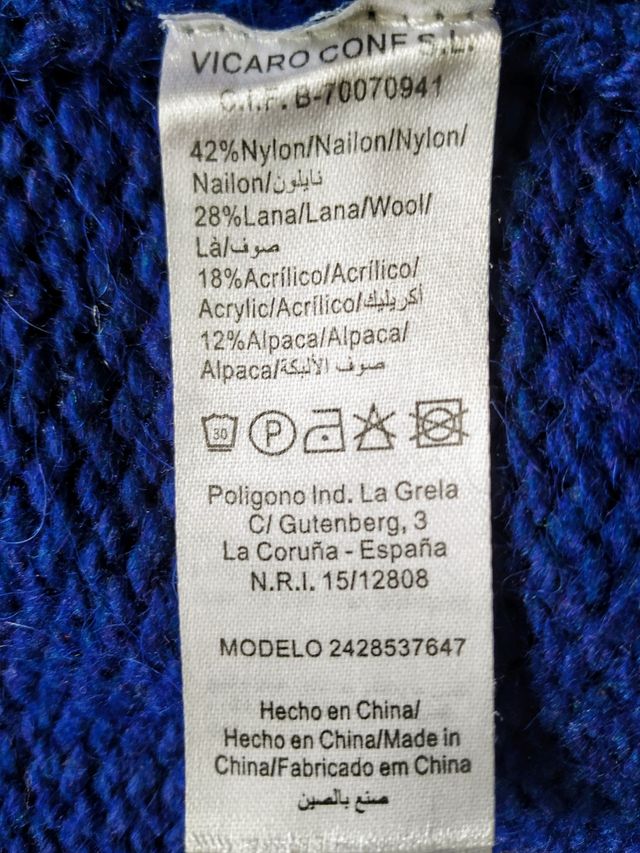 VICARO CONF S.L.
C.I.F. B-70070941
42%Nylon/Nailon/Nylon/
Nailon/نايلون
28%Lana/Lana/Wool/
Là/صوف
18%Acrílico/Acrílico/
Acrylic/Acrílico/أكريليك
12%Alpaca/Alpaca/
Alpaca/صوف الألبكة
30 P
Poligono Ind. La Grela
C/ Gutenberg, 3
La Coruña - España
N.R.I. 15/12808
MODELO 2428537647
Hecho en China/
Hecho en China/Made in
China/Fabricado em China
صنع بالصين